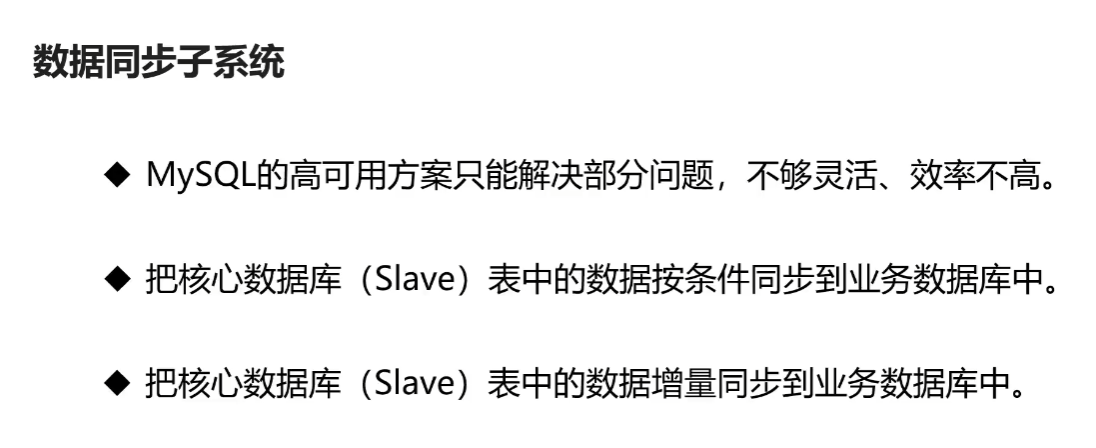 数据同步子系统
◆ MySQL的高可用方案只能解决部分问题，不够灵活、效率不高。
◆ 把核心数据库（Slave）表中的数据按条件同步到业务数据库中。
◆ 把核心数据库（Slave）表中的数据增量同步到业务数据库中。